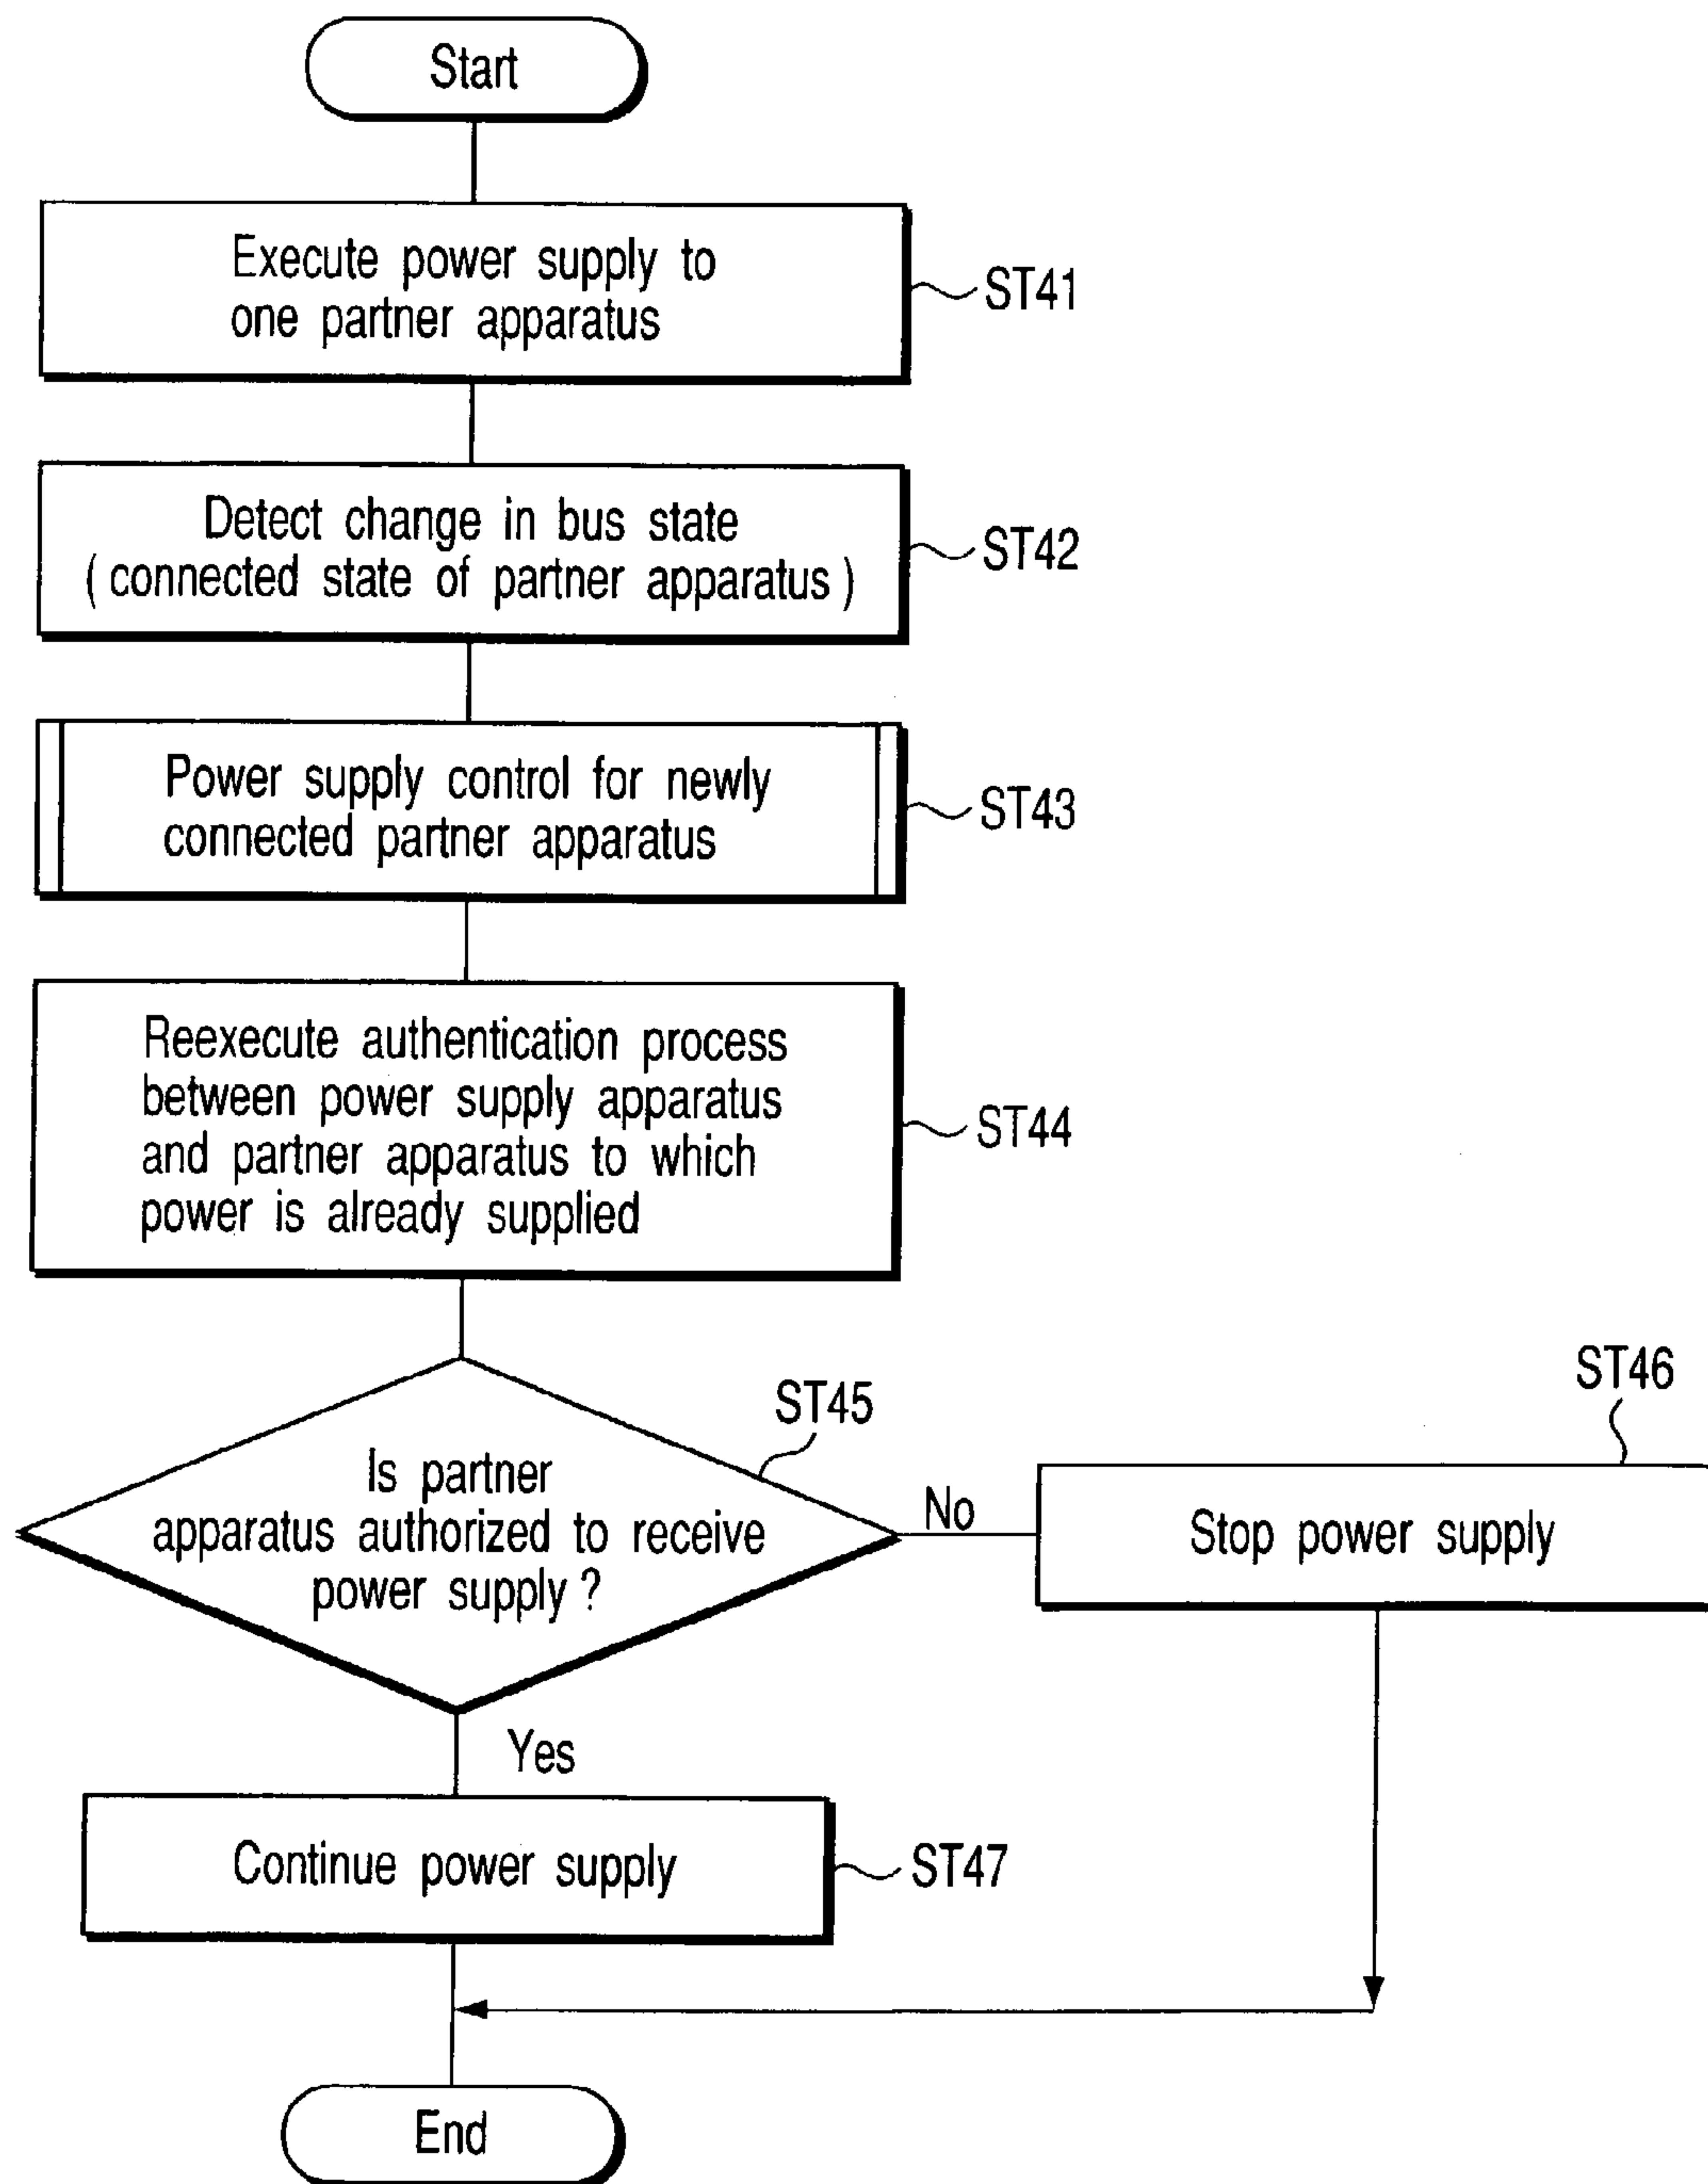 Start
Execute power supply to
one partner apparatus
ST41
Detect change in bus state
(connected state of partner apparatus)
ST42
Power supply control for newly
connected partner apparatus
ST43
Reexecute authentication process
between power supply apparatus
and partner apparatus to which
power is already supplied
ST44
ST45
Is partner
apparatus authorized to receive
power supply?
No
ST46
Stop power supply
Yes
Continue power supply
ST47
End